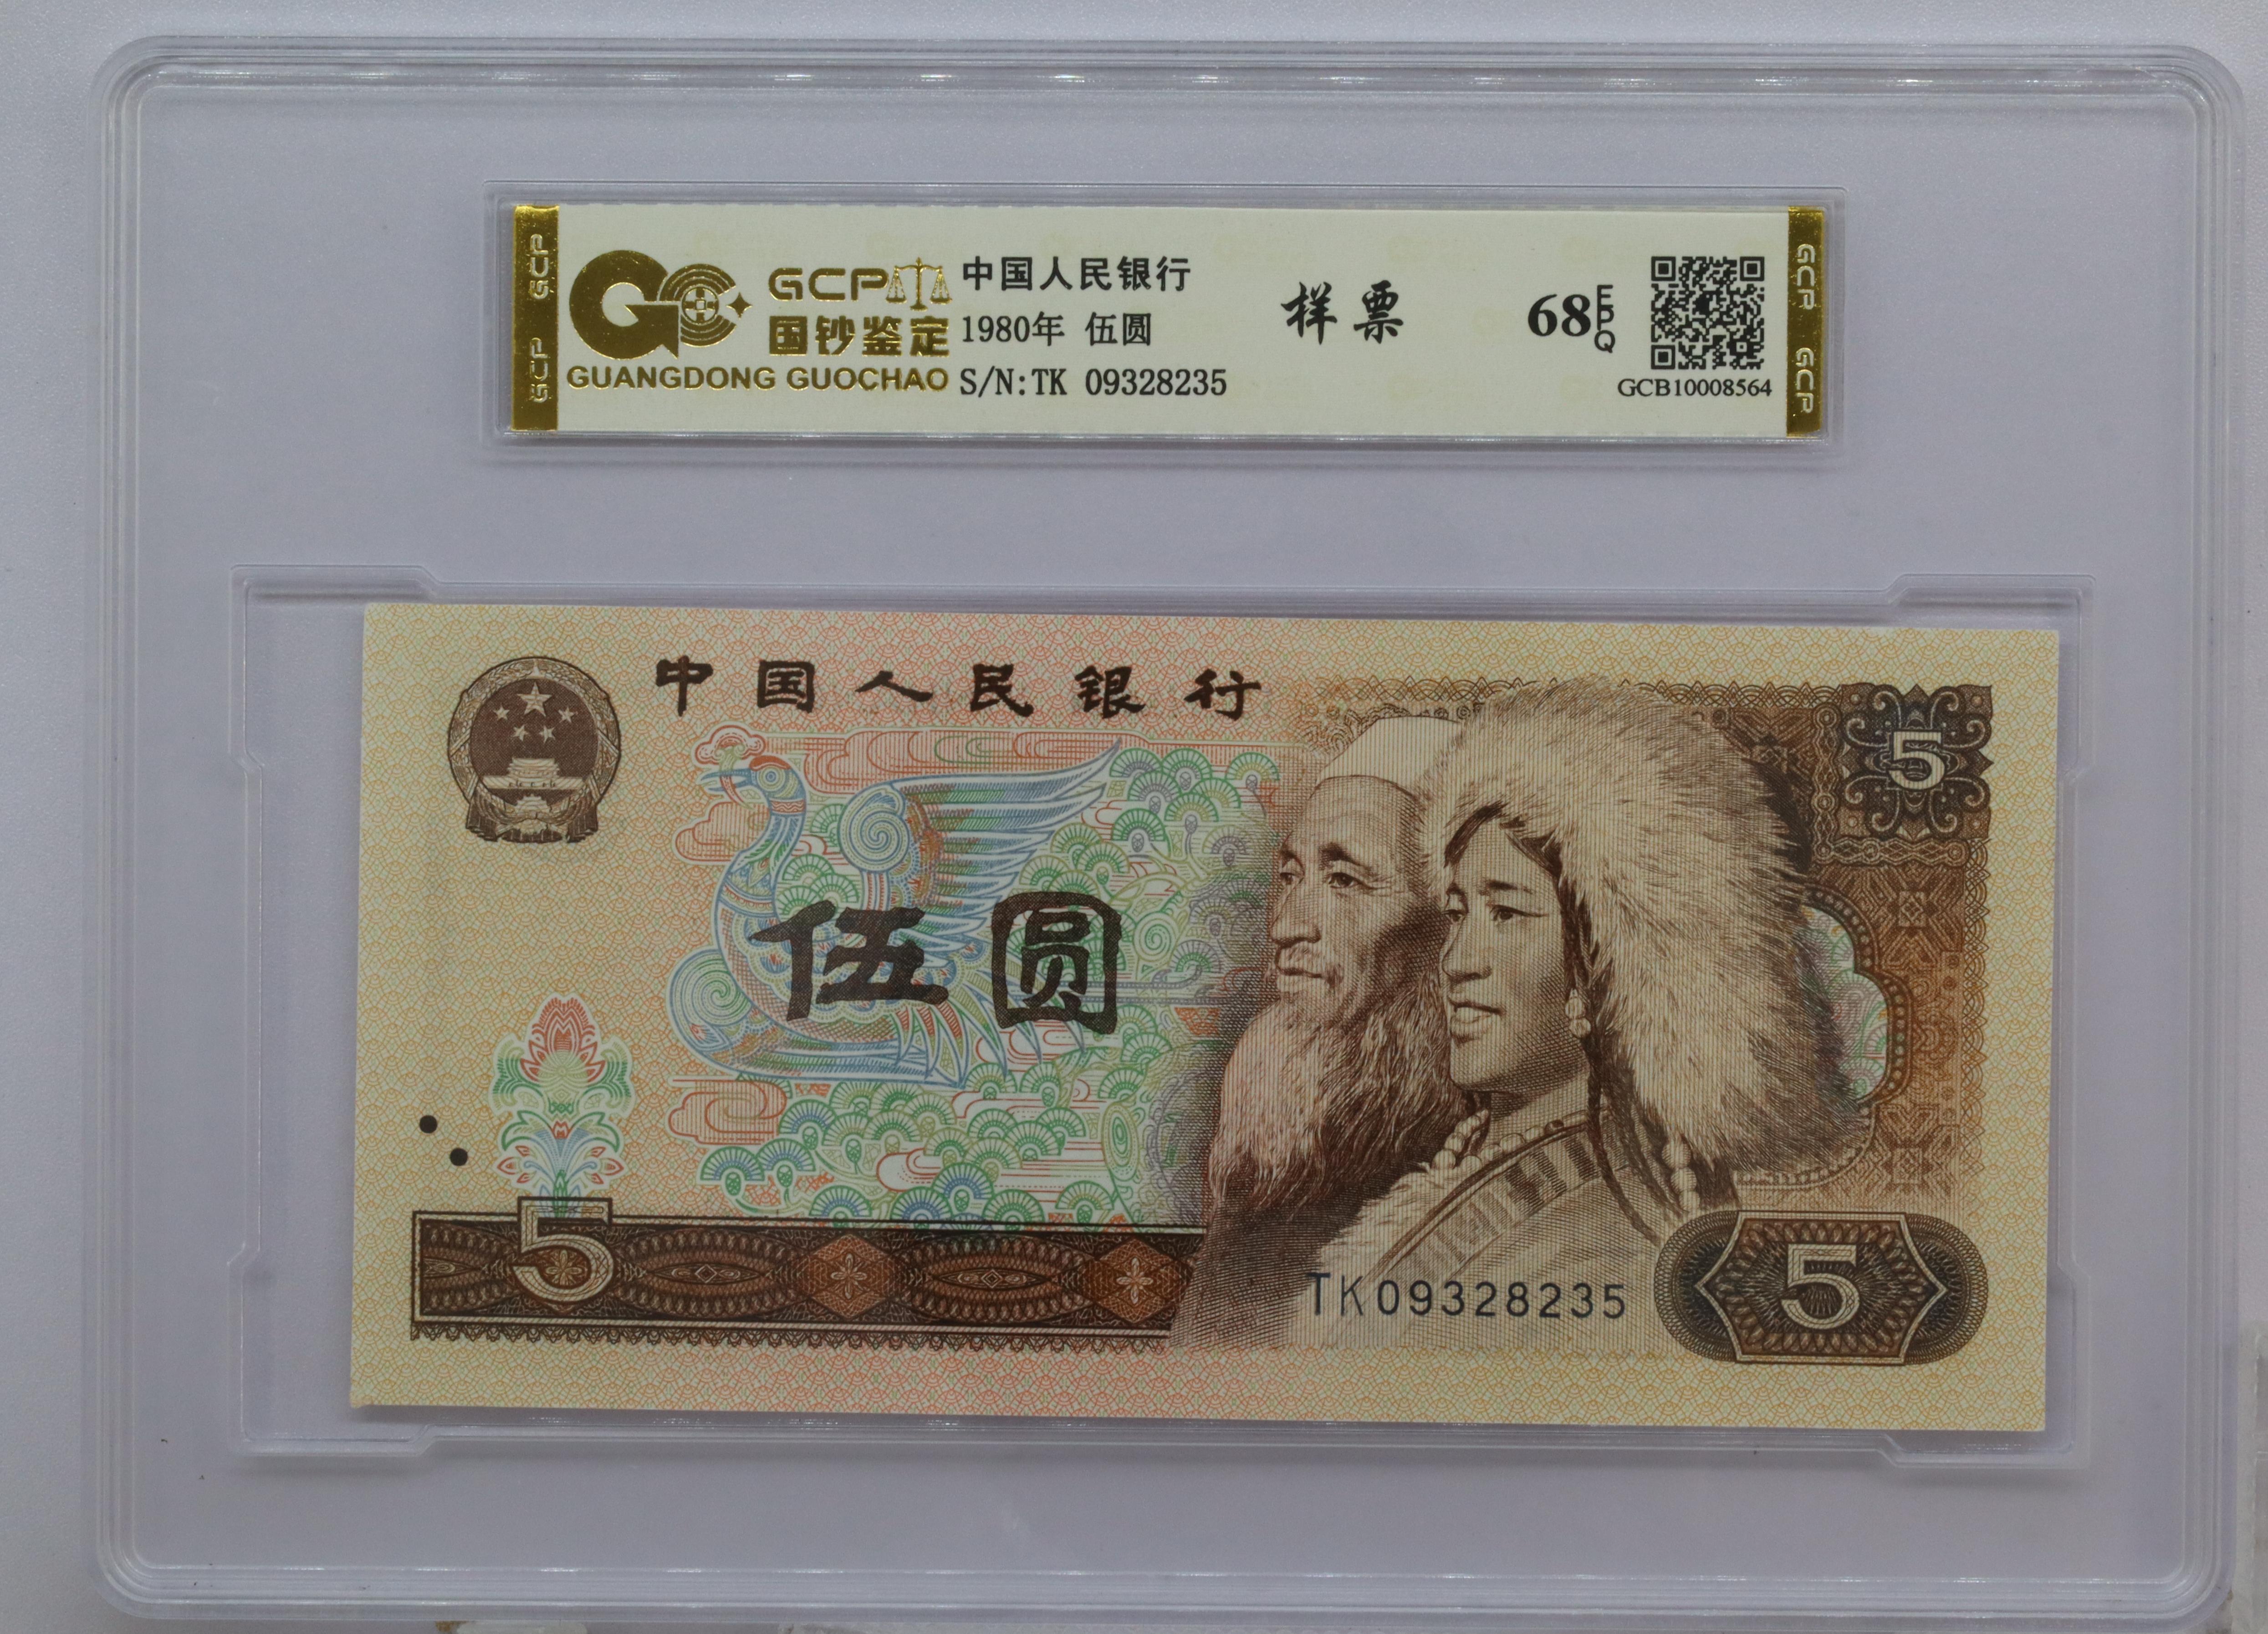 GCP
GCP
GC
GCP
国钞鉴定
GUANGDONG GUOCHAO
中国人民银行
1980年 伍圆
S/N:TK 09328235
样票
68 EPQ
GCB10008564
GCP
GCP
中国人民银行
5
伍圆
5
TK09328235
5